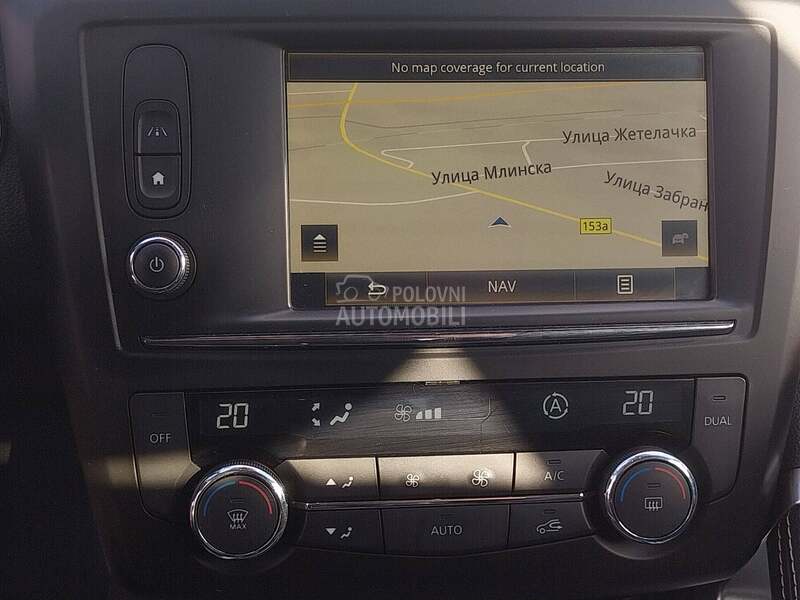 No map coverage for current location
Улица Жетелачка
Улица Млинска
Улица Забран
153a
NAV
POLOVNI
AUTOMOBILI
20
A
20
OFF
DUAL
A/C
MAX
AUTO